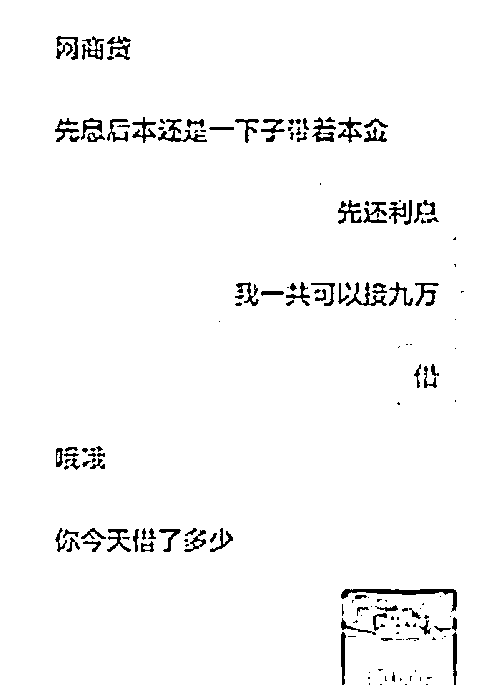 网商贷
先息后本还是一下子带着本金
先还利息
我一共可以接九万
借
哦哦
你今天借了多少